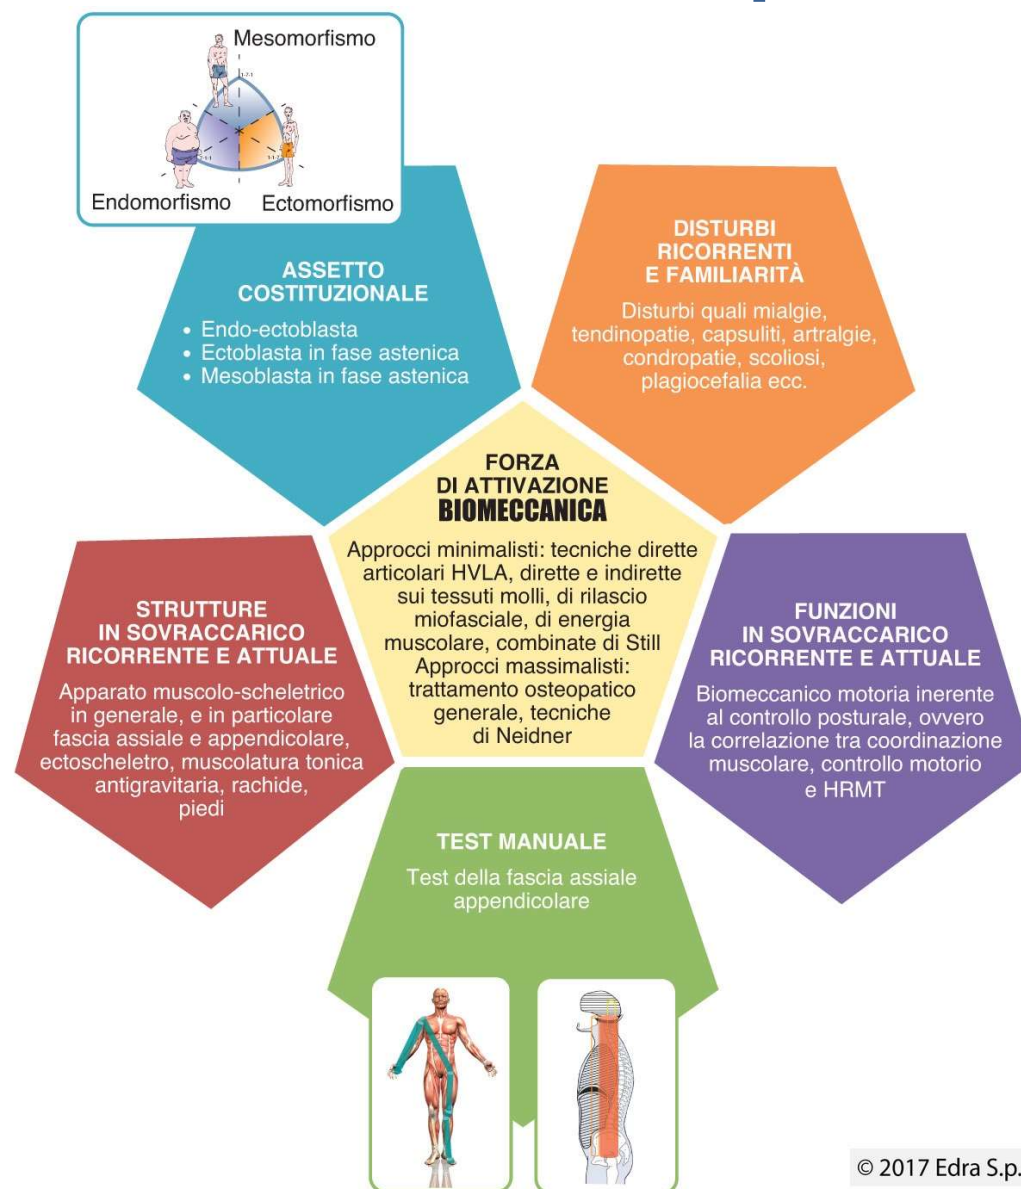 Mesomorfismo
Endomorfismo
Ectomorfismo
ASSETTO
COSTITUZIONALE
• Endo-ectoblasta
• Ectoblasta in fase astenica
• Mesoblasta in fase astenica
DISTURBI
RICORRENTI
E FAMILIARITÀ
Disturbi quali mialgie,
tendinopatie, capsuliti, artralgie,
condropatie, scoliosi,
plagiocefalia ecc.
FORZA
DI ATTIVAZIONE
BIOMECCANICA
Approcci minimalisti: tecniche dirette
articolari HVLA, dirette e indirette
sui tessuti molli, di rilascio
miofasciale, di energia
muscolare, combinate di Still
Approcci massimalisti:
trattamento osteopatico
generale, tecniche
di Neidner
STRUTTURE
IN SOVRACCARICO
RICORRENTE E ATTUALE
Apparato muscolo-scheletrico
in generale, e in particolare
fascia assiale e appendicolare,
ectoscheletro, muscolatura tonica
antigravitaria, rachide,
piedi
FUNZIONI
IN SOVRACCARICO
RICORRENTE E ATTUALE
Biomeccanico motoria inerente
al controllo posturale, ovvero
la correlazione tra coordinazione
muscolare, controllo motorio
e HRMT
TEST MANUALE
Test della fascia assiale
appendicolare
© 2017 Edra S.p.